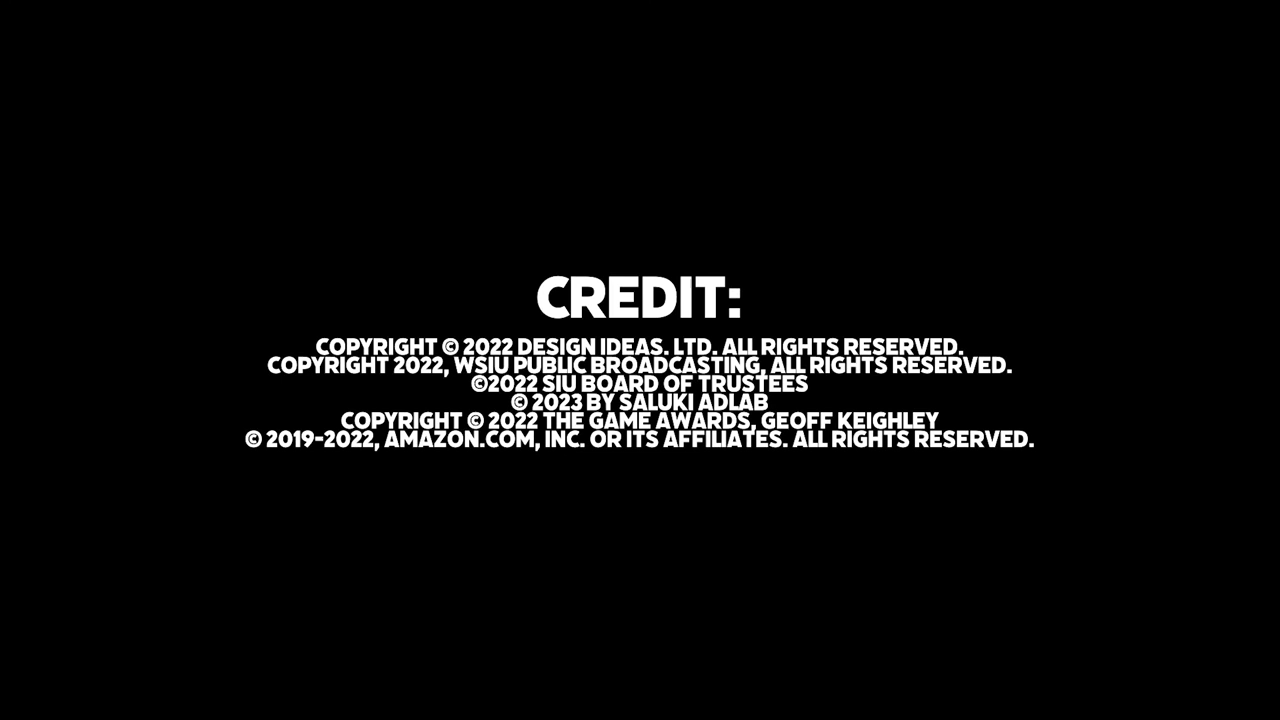 CREDIT:
COPYRIGHT © 2022 DESIGN IDEAS. LTD. ALL RIGHTS RESERVED.
COPYRIGHT 2022, WSIU PUBLIC BROADCASTING, ALL RIGHTS RESERVED.
©2022 SIU BOARD OF TRUSTEES
© 2023 BY SALUKI ADLAB
COPYRIGHT © 2022 THE GAME AWARDS, GEOFF KEIGHLEY
© 2019-2022, AMAZON.COM, INC. OR ITS AFFILIATES. ALL RIGHTS RESERVED.